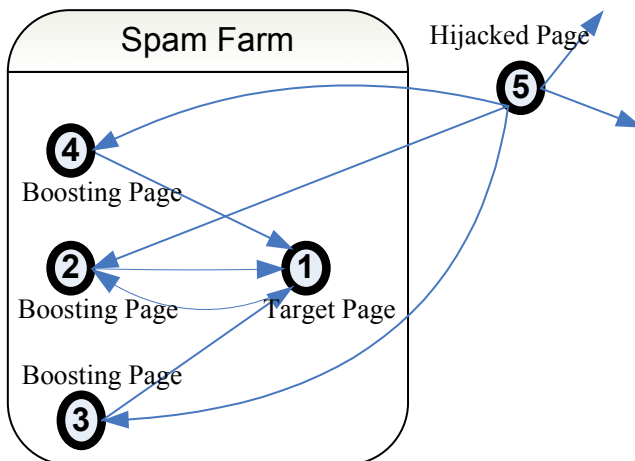 Spam Farm
Hijacked Page
5
4
Boosting Page
2
1
Boosting Page
Target Page
Boosting Page
3